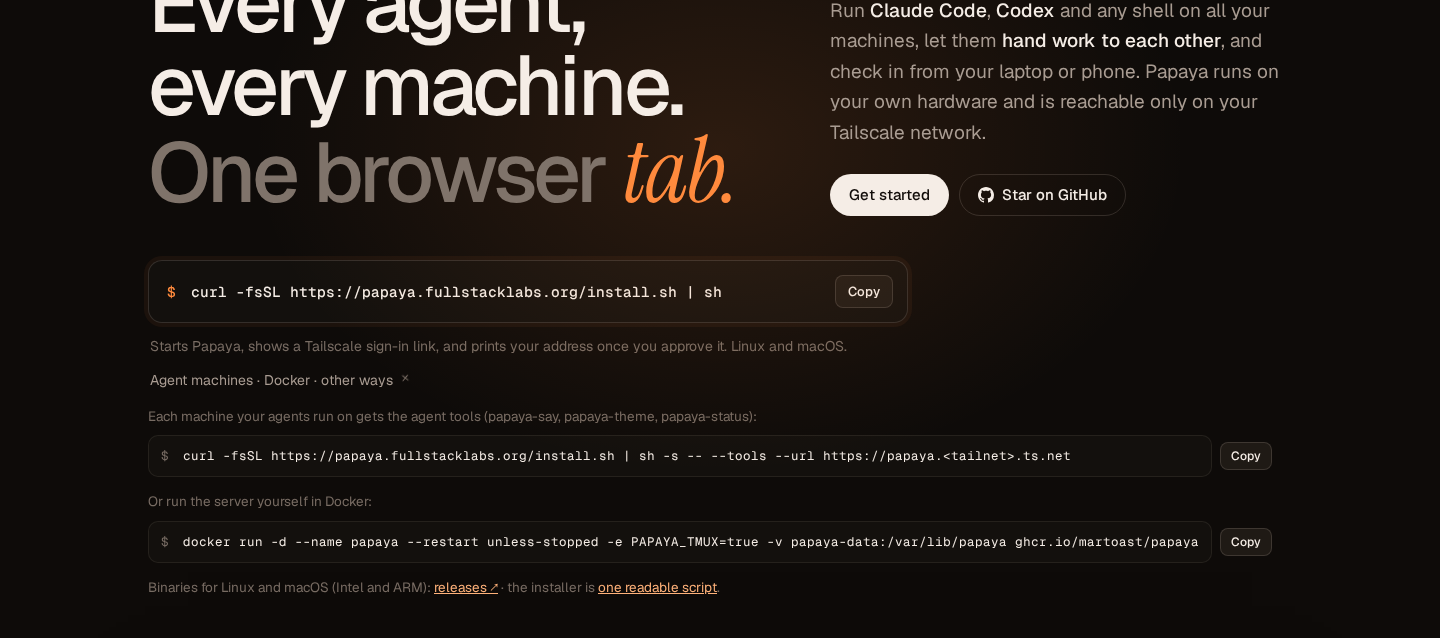 Every agent,
every machine.
One browser tab.
Run Claude Code, Codex and any shell on all your
machines, let them hand work to each other, and
check in from your laptop or phone. Papaya runs on
your own hardware and is reachable only on your
Tailscale network.
Get started
Star on GitHub
$ curl -fsSL https://papaya.fullstacklabs.org/install.sh | sh
Copy
Starts Papaya, shows a Tailscale sign-in link, and prints your address once you approve it. Linux and macOS.
Agent machines · Docker · other ways ×
Each machine your agents run on gets the agent tools (papaya-say, papaya-theme, papaya-status):
$ curl -fsSL https://papaya.fullstacklabs.org/install.sh | sh -s -- --tools --url https://papaya.<tailnet>.ts.net
Copy
Or run the server yourself in Docker:
$ docker run -d --name papaya --restart unless-stopped -e PAPAYA_TMUX=true -v papaya-data:/var/lib/papaya ghcr.io/martoast/papaya
Copy
Binaries for Linux and macOS (Intel and ARM): releases ↗ · the installer is one readable script.